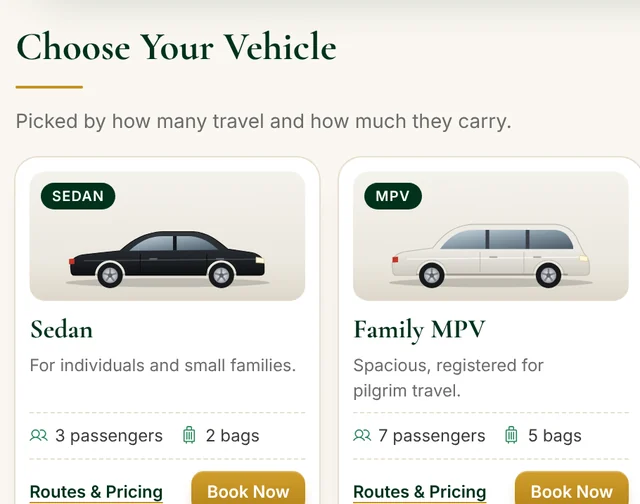 Choose Your Vehicle
Picked by how many travel and how much they carry.
SEDAN
Sedan
For individuals and small families.
3 passengers 2 bags
Routes & Pricing Book Now
MPV
Family MPV
Spacious, registered for
pilgrim travel.
7 passengers 5 bags
Routes & Pricing Book Now